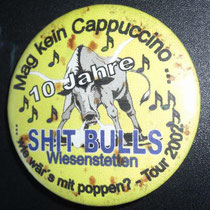 Mag kein Cappuccino ...
10 Jahre
SHIT BULLS
Wiesenstetten
... Wie wär's mit poppen? - Tour 2002